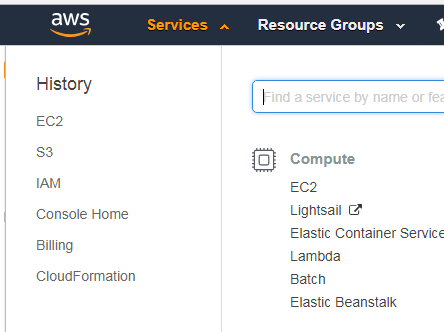 aws
Services
Resource Groups
History
EC2
S3
IAM
Console Home
Billing
CloudFormation
Find a service by name or fea
Compute
EC2
Lightsail
Elastic Container Service
Lambda
Batch
Elastic Beanstalk